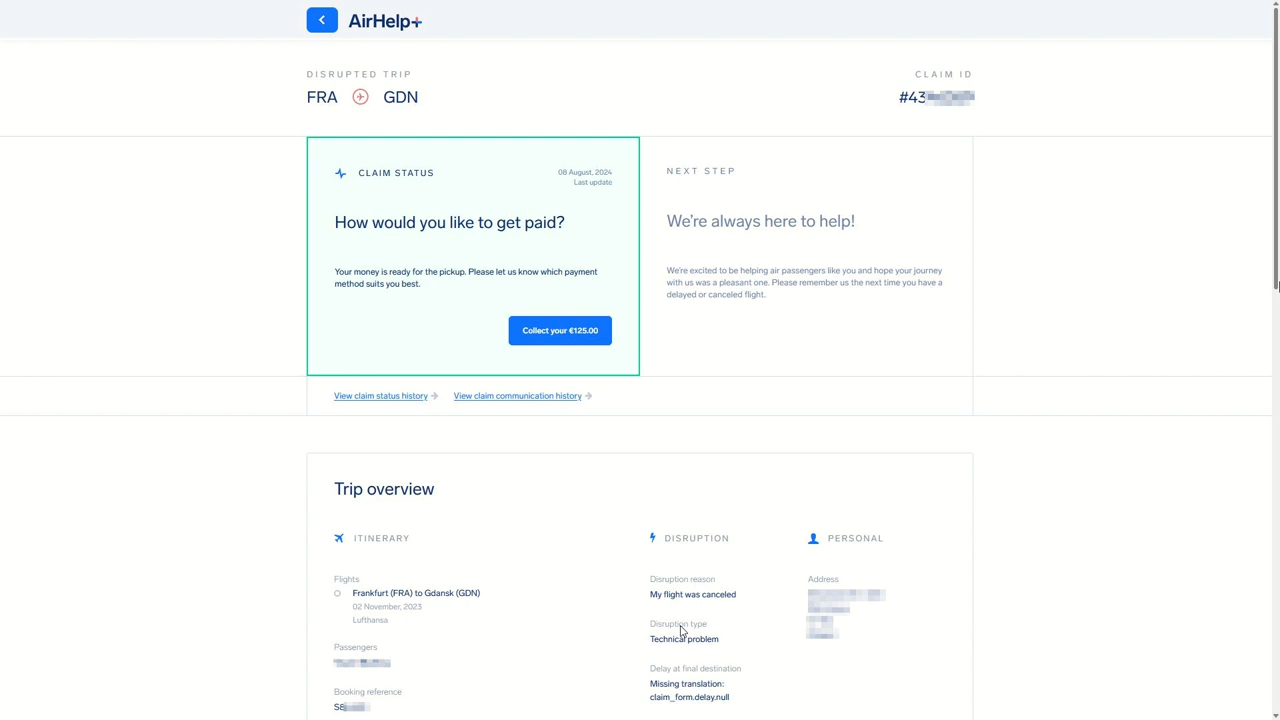 AirHelp+
DISRUPTED TRIP
FRA GDN
CLAIM ID
#43
CLAIM STATUS
08 August, 2024
Last update
How would you like to get paid?
Your money is ready for the pickup. Please let us know which payment
method suits you best.
Collect your €125.00
NEXT STEP
We're always here to help!
We're excited to be helping air passengers like you and hope your journey
with us was a pleasant one. Please remember us the next time you have a
delayed or canceled flight.
View claim status history
View claim communication history
Trip overview
ITINERARY
Flights
Frankfurt (FRA) to Gdansk (GDN)
02 November, 2023
Lufthansa
Passengers
Booking reference
S8
DISRUPTION
Disruption reason
My flight was canceled
Disruption type
Technical problem
Delay at final destination
Missing translation:
claim_form.delay.null
PERSONAL
Address